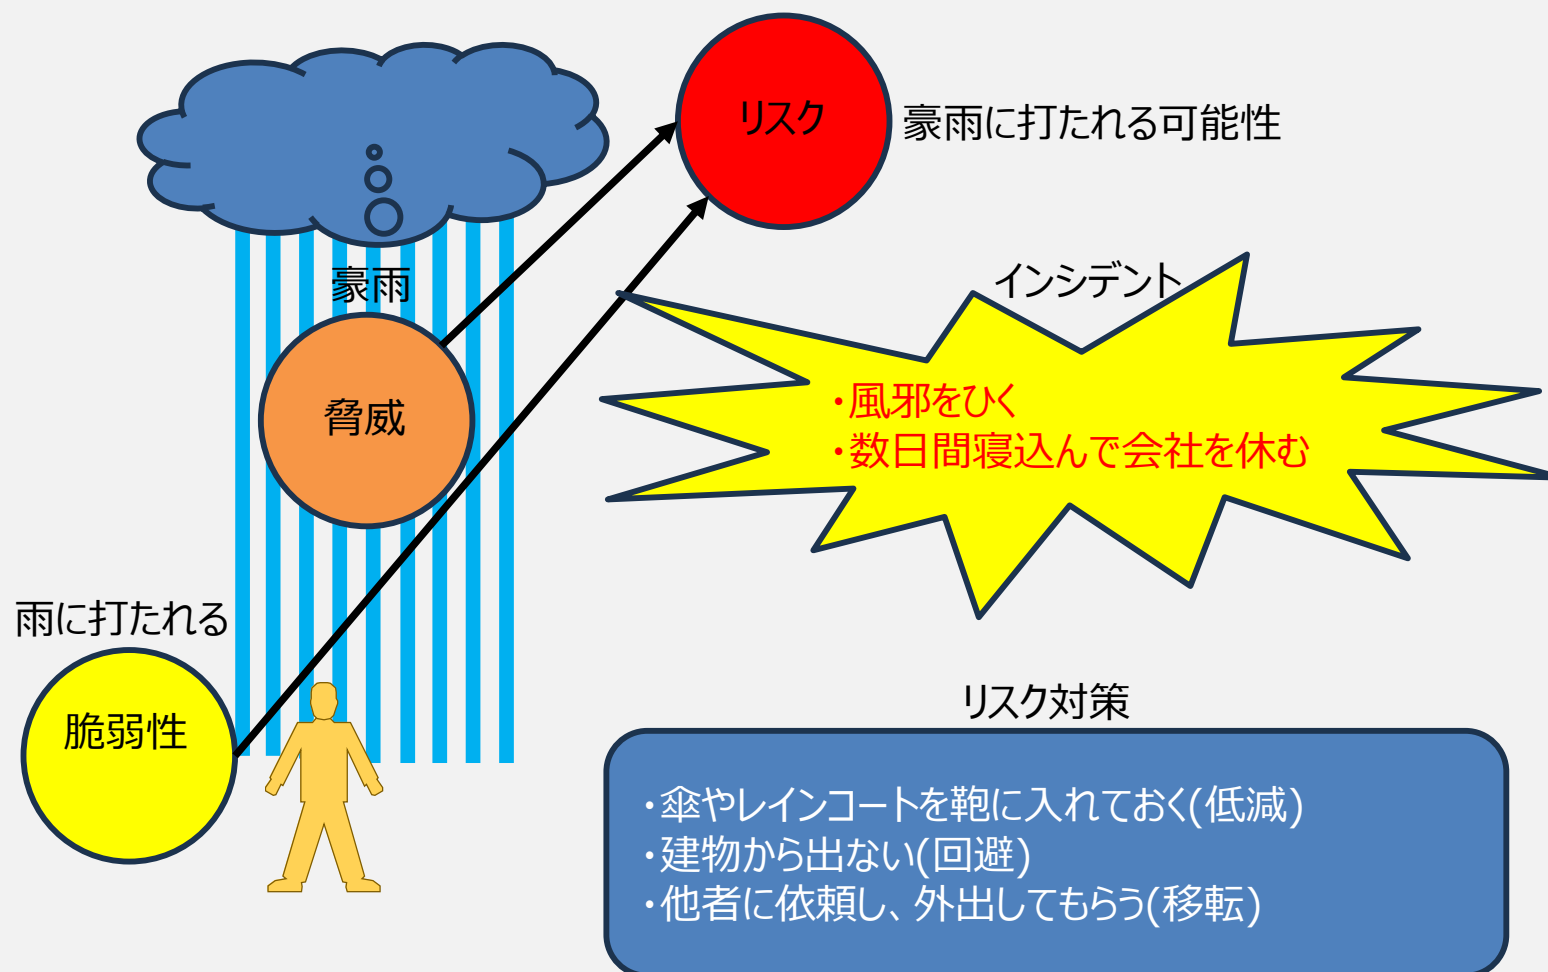 リスク
豪雨に打たれる可能性
豪雨
インシデント
脅威
・風邪をひく
・数日間寝込んで会社を休む
雨に打たれる
脆弱性
リスク対策
・傘やレインコートを鞄に入れておく(低減)
・建物から出ない(回避)
・他者に依頼し、外出してもらう(移転)